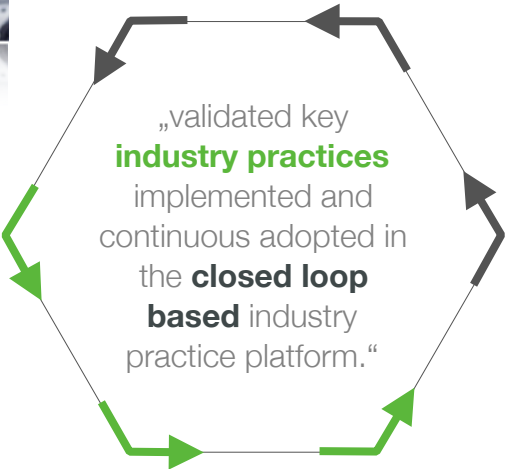 „validated key
industry practices
implemented and
continuous adopted in
the closed loop
based industry
practice platform.“